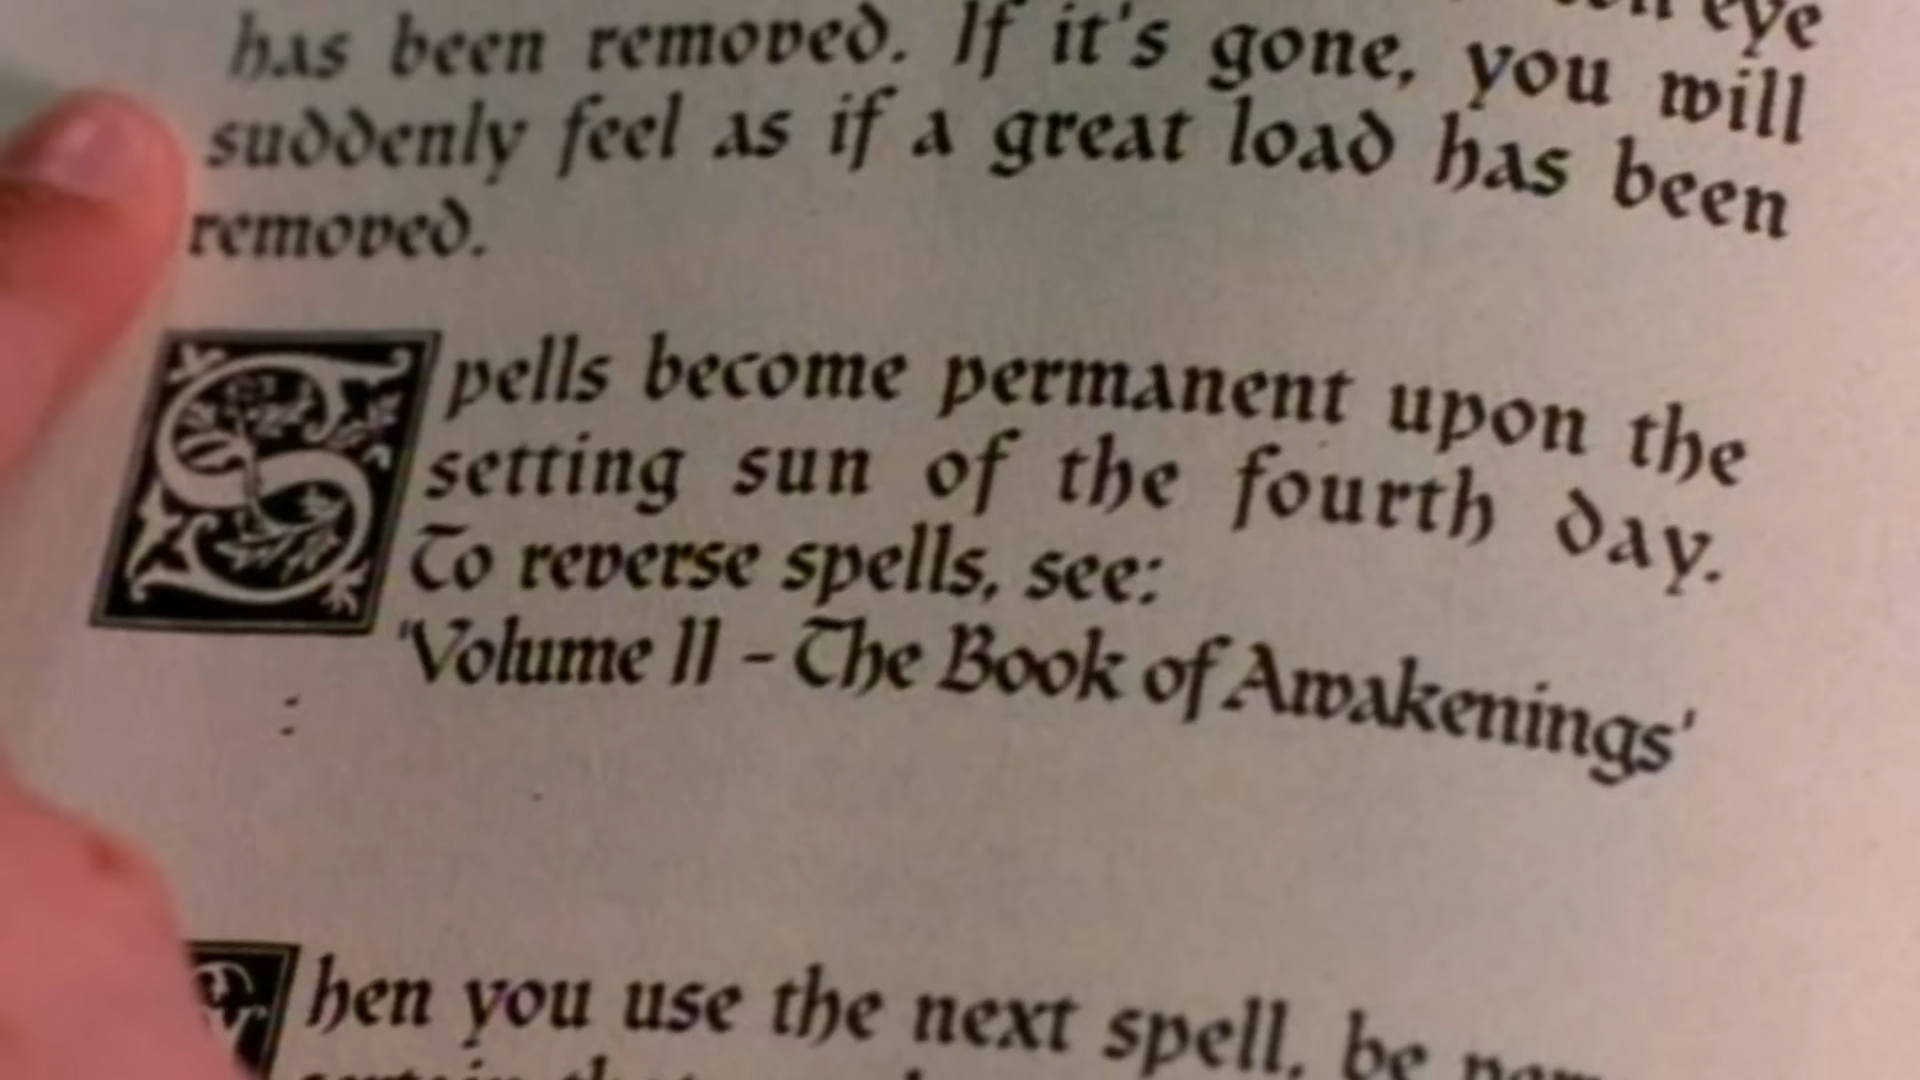 eye
has been removed. If it's gone, you will
suddenly feel as if a great load has been
removed.
Spells become permanent upon the
setting sun of the fourth day.
To reverse spells, see:
'Volume II - The Book of Awakenings'
When you use the next spell, be